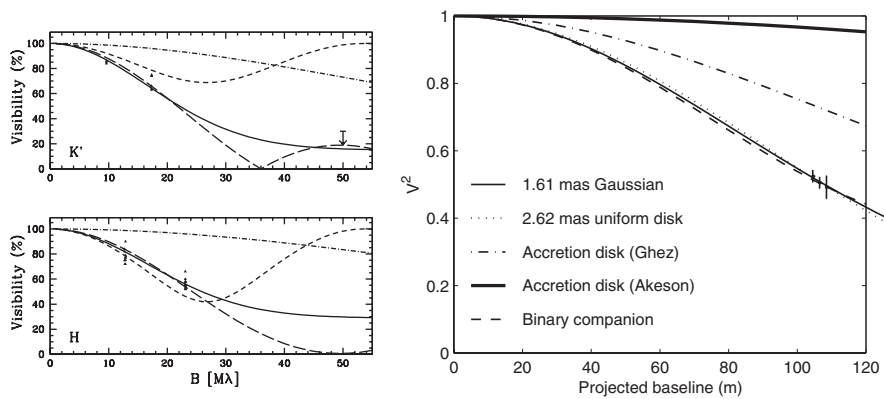 Visibility (%)
100
80
60
40
20
0
K'
0 10 20 30 40 50
Visibility (%)
100
80
60
40
20
0
H
0 10 20 30 40 50
B [Mλ]
V²
1
0.8
0.6
0.4
0.2
0
1.61 mas Gaussian
2.62 mas uniform disk
Accretion disk (Ghez)
Accretion disk (Akeson)
Binary companion
0 20 40 60 80 100 120
Projected baseline (m)